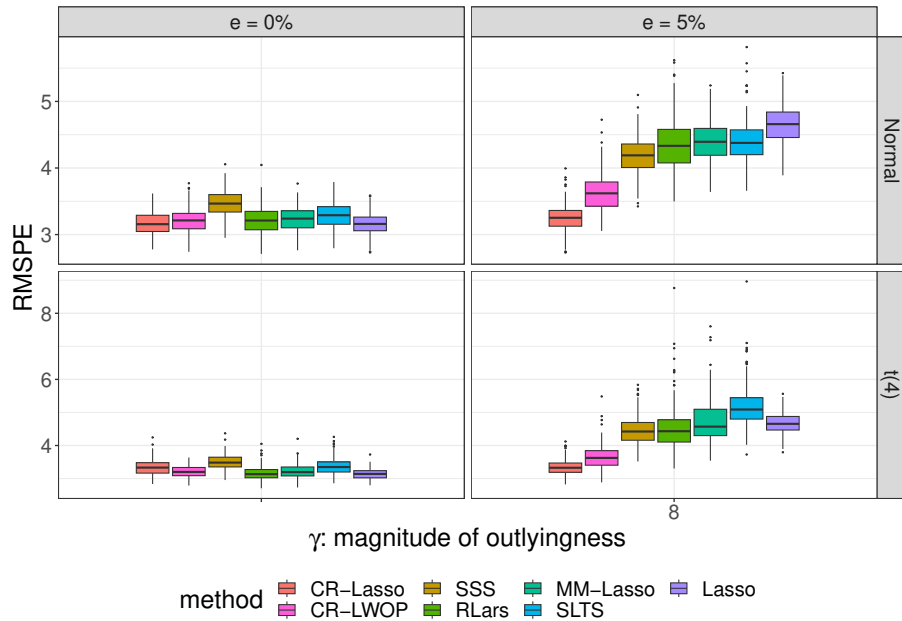 e = 0%
e = 5%
5
4
3
Normal
RMSPE
8
6
4
t(4)
8
γ: magnitude of outlyingness
method
CR−Lasso
SSS
MM−Lasso
Lasso
CR−LWOP
RLars
SLTS